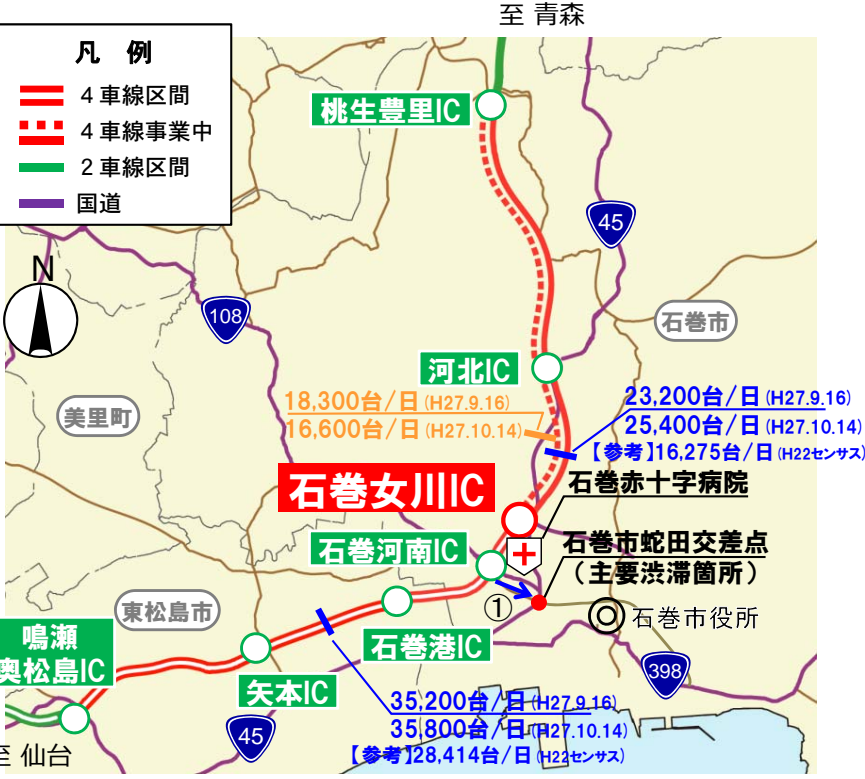 至 青森
凡 例
4車線区間
4車線事業中
2車線区間
国道
桃生豊里IC
45
N
108
石巻市
河北IC
美里町
18,300台/日(H27.9.16)
16,600台/日(H27.10.14)
23,200台/日(H27.9.16)
25,400台/日(H27.10.14)
【参考】16,275台/日(H22センサス)
石巻女川IC
石巻赤十字病院
石巻河南IC
石巻市蛇田交差点
(主要渋滞箇所)
①
東松島市
石巻市役所
鳴瀬
奥松島IC
石巻港IC
矢本IC
398
35,200台/日(H27.9.16)
35,800台/日(H27.10.14)
【参考】28,414台/日(H22センサス)
45
至 仙台